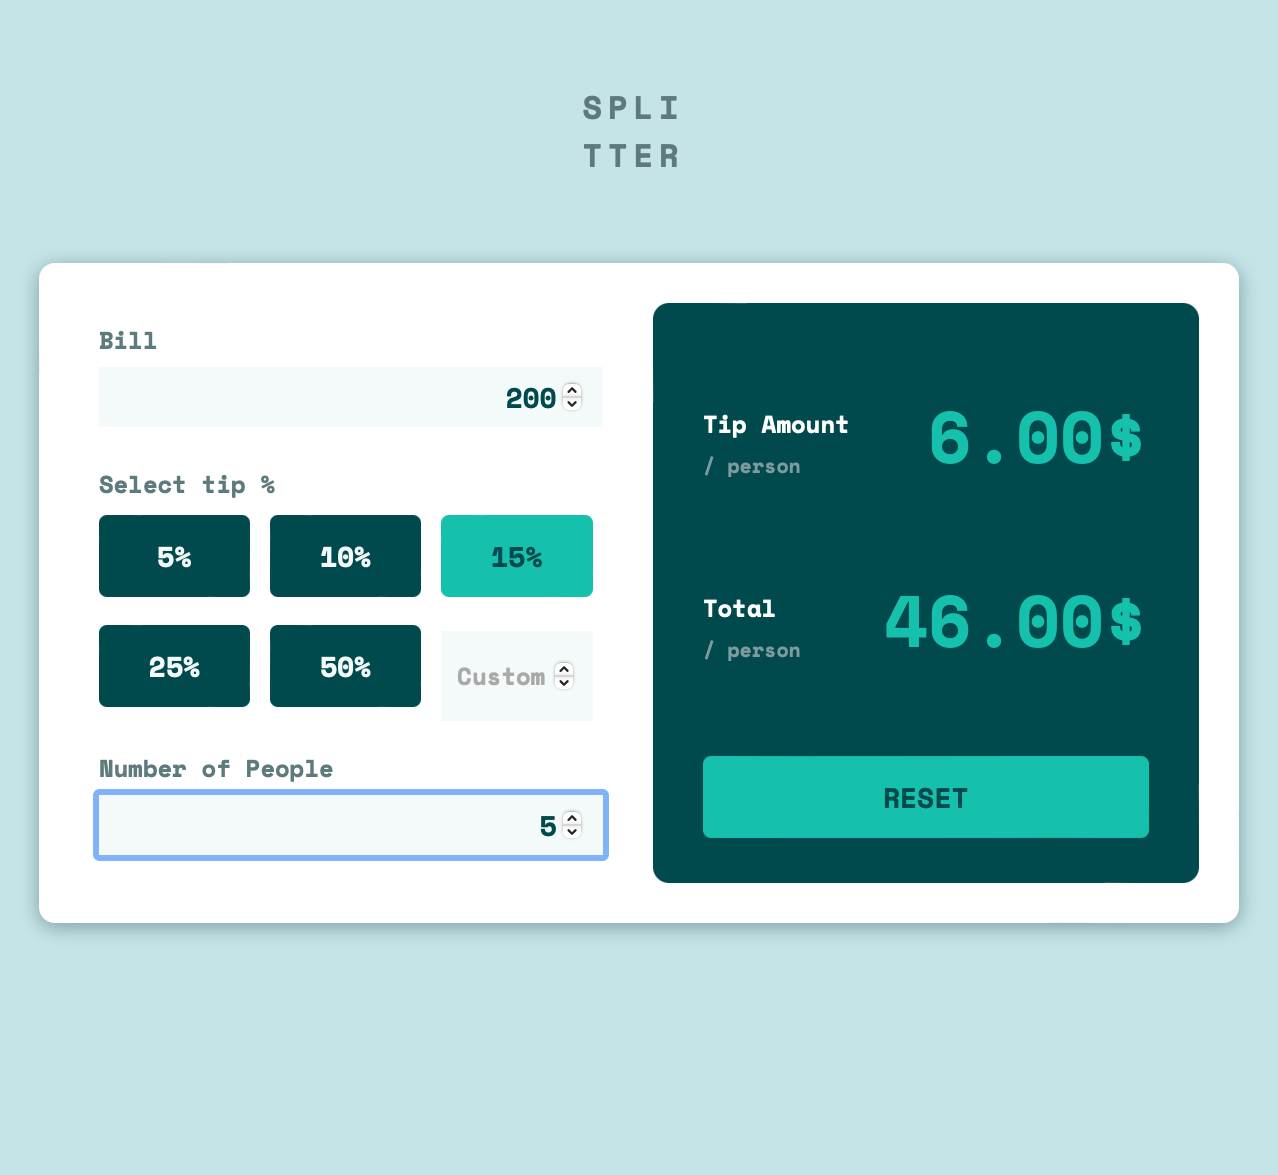 SPLI
TTER
Bill
200
Select tip %
5% 10% 15%
25% 50% Custom
Number of People
5
Tip Amount
/ person
6.00$
Total
/ person
46.00$
RESET